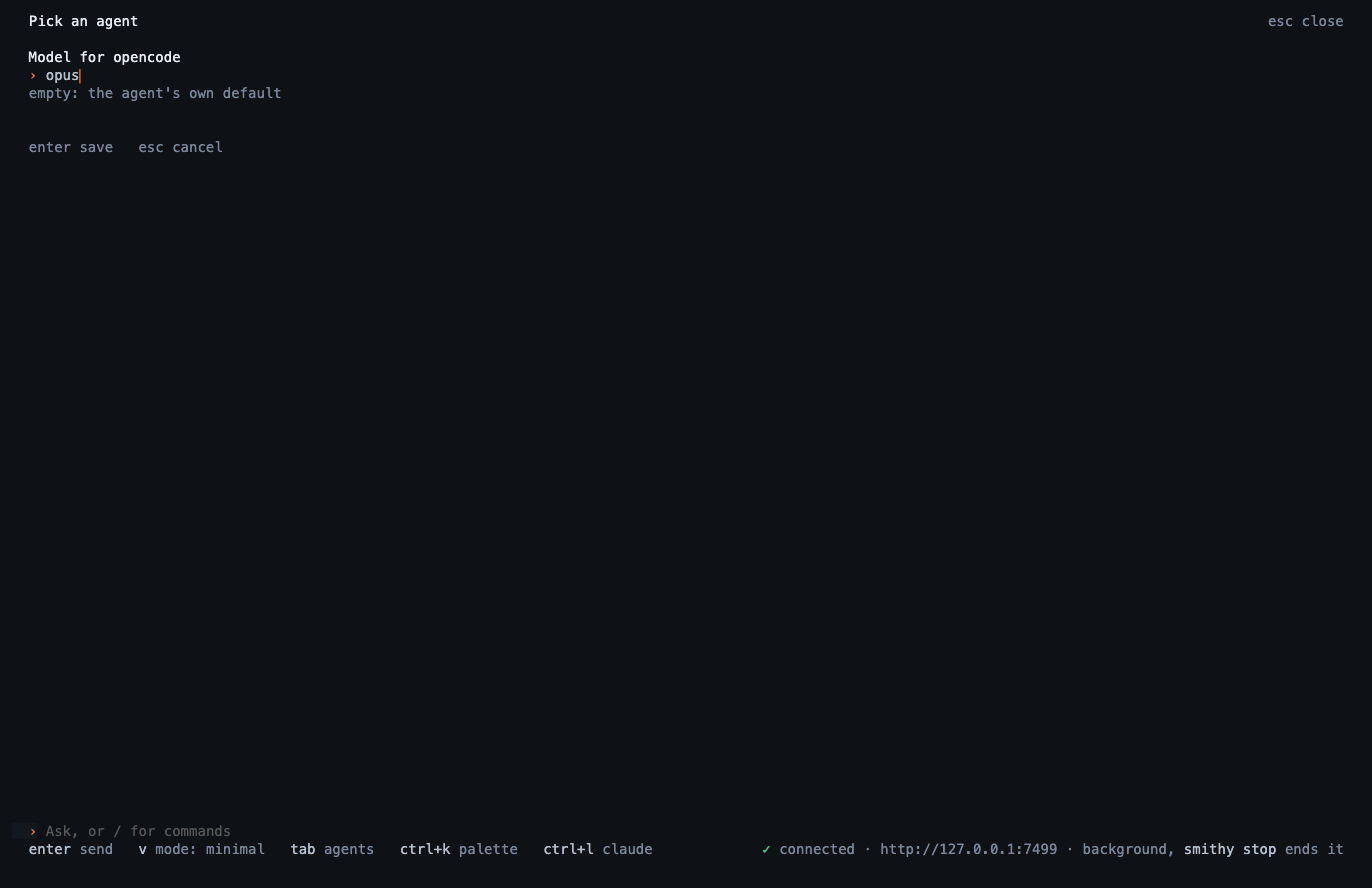 Pick an agent esc close
Model for opencode
› opus
empty: the agent's own default
enter save esc cancel
› Ask, or / for commands
enter send v mode: minimal tab agents ctrl+k palette ctrl+l claude ✓ connected · http://127.0.0.1:7499 · background, smithy stop ends it